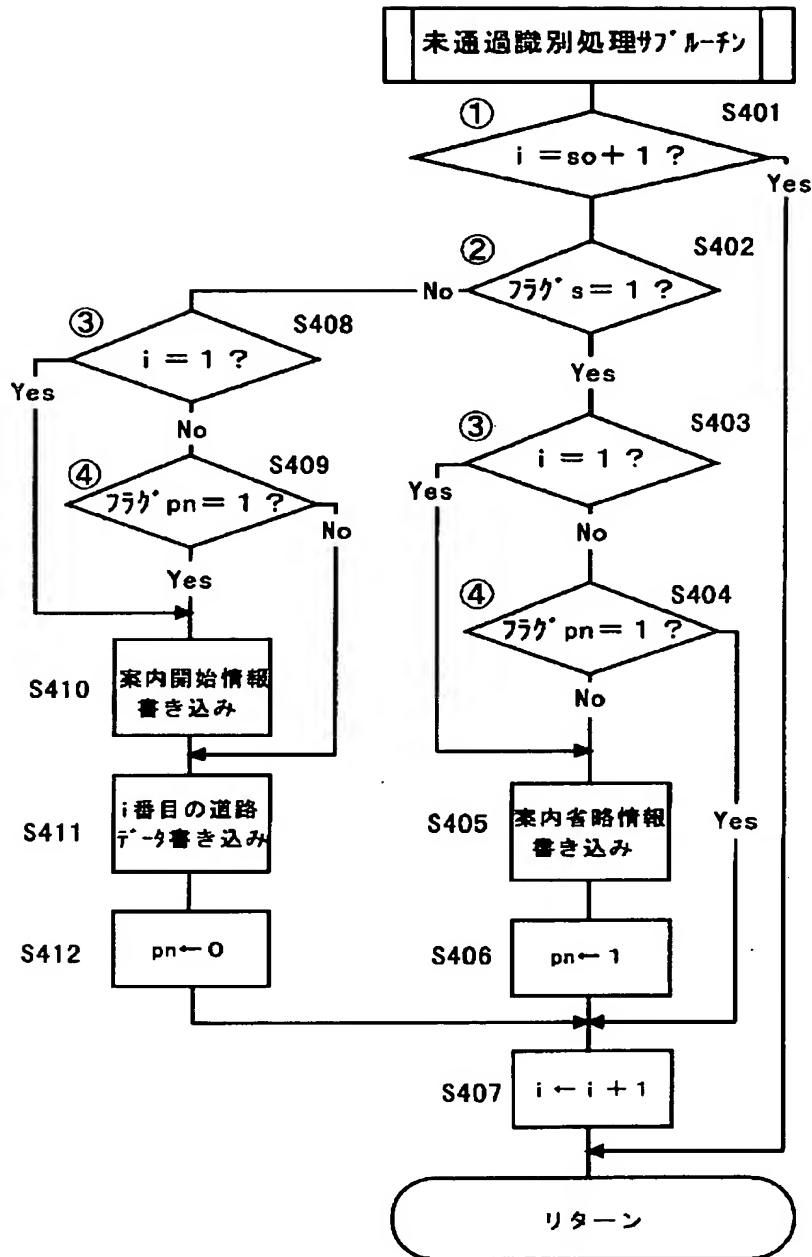 未通過識別処理サブルーチン
① S401
i=so+1?
Yes
② S402
フラグs=1?
No
Yes
③ S408
i=1?
Yes
No
③ S403
i=1?
Yes
No
④ S409
フラグpn=1?
No
Yes
④ S404
フラグpn=1?
No
Yes
S410
案内開始情報
書き込み
S411
i番目の道路
データ書き込み
S412
pn←0
S405
案内省略情報
書き込み
S406
pn←1
S407
i←i+1
リターン